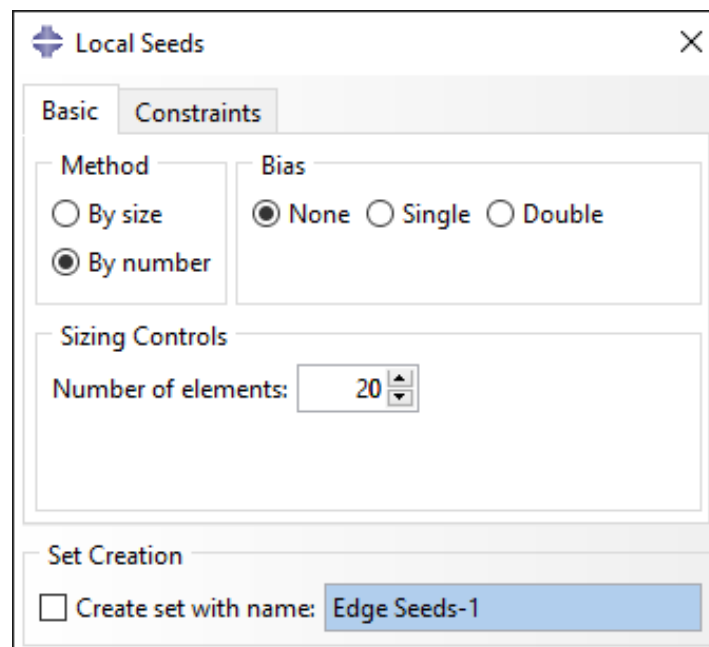 Local Seeds
Basic Constraints
Method
By size
By number
Bias
None Single Double
Sizing Controls
Number of elements: 20
Set Creation
Create set with name: Edge Seeds-1